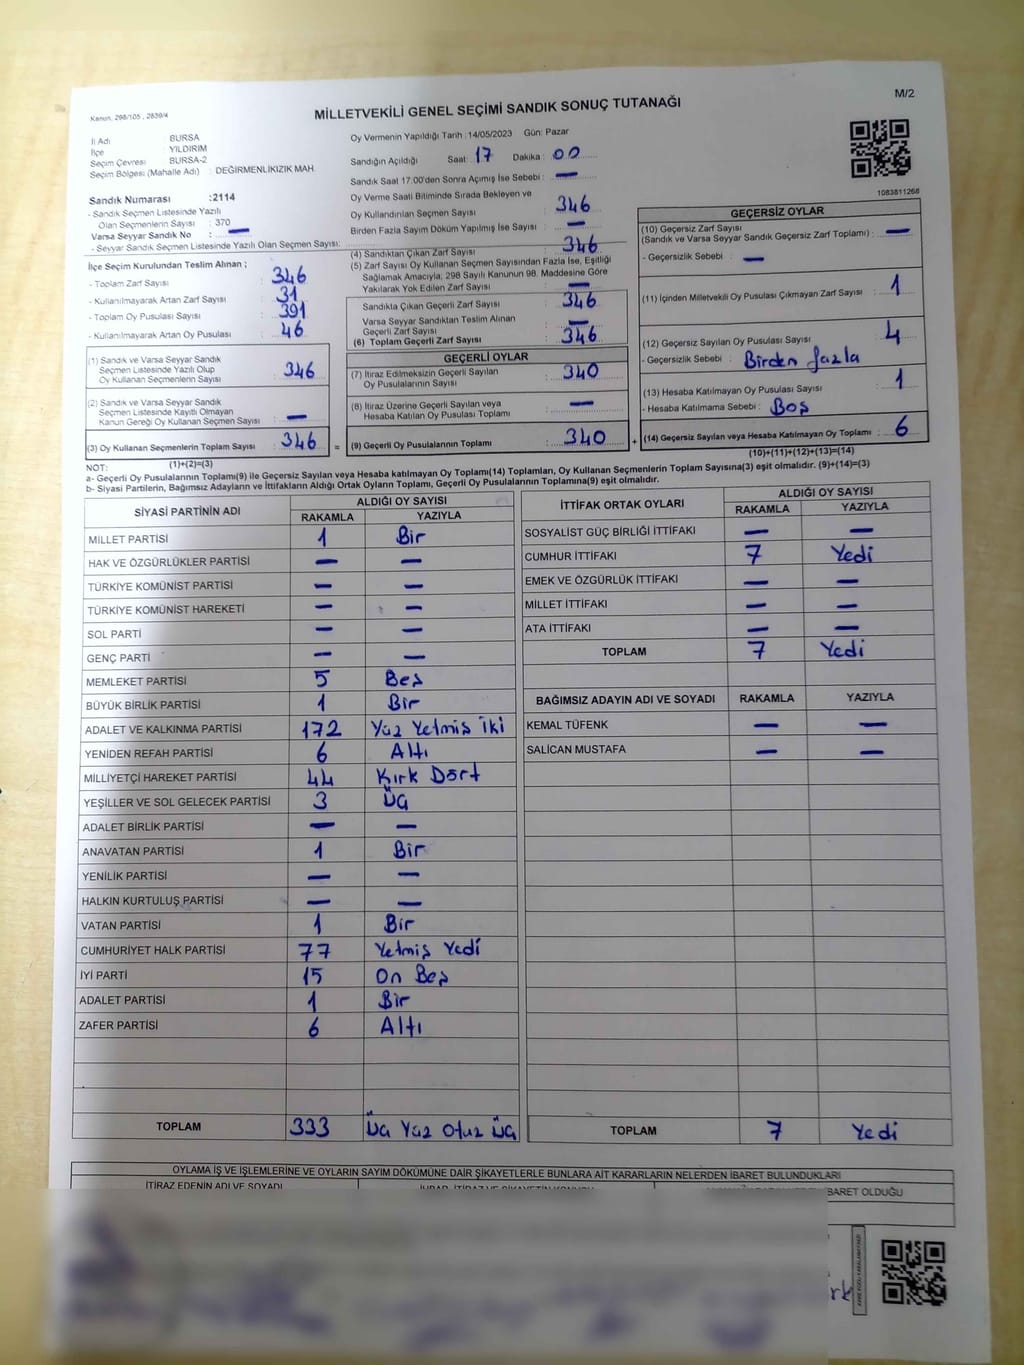 M/2
Kanun, 298/105 , 2839/4
MİLLETVEKİLİ GENEL SEÇİMİ SANDIK SONUÇ TUTANAĞI
İl Adı : BURSA
İlçe : YILDIRIM
Seçim Çevresi : BURSA-2
Seçim Bölgesi (Mahalle Adı) : DEĞİRMENLİKIZIK MAH.
Sandık Numarası :2114
- Sandık Seçmen Listesinde Yazılı
Olan Seçmenlerin Sayısı : 370
Varsa Seyyar Sandık No : —
- Seyyar Sandık Seçmen Listesinde Yazılı Olan Seçmen Sayısı:
İlçe Seçim Kurulundan Teslim Alınan ;
- Toplam Zarf Sayısı : 346
- Kullanılmayarak Artan Zarf Sayısı : 31
- Toplam Oy Pusulası Sayısı : 391
- Kullanılmayarak Artan Oy Pusulası : 46
(1) Sandık ve Varsa Seyyar Sandık
Seçmen Listesinde Yazılı Olup
Oy Kullanan Seçmenlerin Sayısı : 346
(2) Sandık ve Varsa Seyyar Sandık
Seçmen Listesinde Kayıtlı Olmayan
Kanun Gereği Oy Kullanan Seçmen Sayısı : —
(3) Oy Kullanan Seçmenlerin Toplam Sayısı : 346 =
(1)+(2)=(3)
Oy Vermenin Yapıldığı Tarih :14/05/2023 Gün: Pazar
Sandığın Açıldığı Saat: 17 Dakika : 00
Sandık Saat 17.00'den Sonra Açımış İse Sebebi : —
Oy Verme Saati Bitiminde Sırada Bekleyen ve
Oy Kullandırılan Seçmen Sayısı : 346
Birden Fazla Sayım Döküm Yapılmış İse Sayısı : —
(4) Sandıktan Çıkan Zarf Sayısı : 346
(5) Zarf Sayısı Oy Kullanan Seçmen Sayısından Fazla İse, Eşitliği
Sağlamak Amacıyla; 298 Sayılı Kanunun 98. Maddesine Göre
Yakılarak Yok Edilen Zarf Sayısı : —
Sandıkta Çıkan Geçerli Zarf Sayısı : 346
Varsa Seyyar Sandıktan Teslim Alınan
Geçerli Zarf Sayısı : —
(6) Toplam Geçerli Zarf Sayısı : 346
GEÇERLİ OYLAR
(7) İtiraz Edilmeksizin Geçerli Sayılan
Oy Pusulalarının Sayısı : 340
(8) İtiraz Üzerine Geçerli Sayılan veya
Hesaba Katılan Oy Pusulası Toplamı : —
(9) Geçerli Oy Pusulalarının Toplamı : 340 +
1083811268
GEÇERSİZ OYLAR
(10) Geçersiz Zarf Sayısı
(Sandık ve Varsa Seyyar Sandık Geçersiz Zarf Toplamı) : —
- Geçersizlik Sebebi : —
(11) İçinden Milletvekili Oy Pusulası Çıkmayan Zarf Sayısı : 1
(12) Geçersiz Sayılan Oy Pusulası Sayısı : 4
- Geçersizlik Sebebi : Birden fazla
(13) Hesaba Katılmayan Oy Pusulası Sayısı : 1
- Hesaba Katılmama Sebebi : Boş
(14) Geçersiz Sayılan veya Hesaba Katılmayan Oy Toplamı : 6
(10)+(11)+(12)+(13)=(14)
NOT:
a- Geçerli Oy Pusulalarının Toplamı(9) ile Geçersiz Sayılan veya Hesaba katılmayan Oy Toplamı(14) Toplamları, Oy Kullanan Seçmenlerin Toplam Sayısına(3) eşit olmalıdır. (9)+(14)=(3)
b- Siyasi Partilerin, Bağımsız Adayların ve İttifakların Aldığı Ortak Oyların Toplamı, Geçerli Oy Pusulalarının Toplamına(9) eşit olmalıdır.
SİYASİ PARTİNİN ADI ALDIĞI OY SAYISI
RAKAMLA YAZIYLA
MİLLET PARTİSİ 1 Bir
HAK VE ÖZGÜRLÜKLER PARTİSİ — —
TÜRKİYE KOMÜNİST PARTİSİ — —
TÜRKİYE KOMÜNİST HAREKETİ — —
SOL PARTİ — —
GENÇ PARTİ — —
MEMLEKET PARTİSİ 5 Beş
BÜYÜK BİRLİK PARTİSİ 1 Bir
ADALET VE KALKINMA PARTİSİ 172 Yüz Yetmiş İki
YENİDEN REFAH PARTİSİ 6 Altı
MİLLİYETÇİ HAREKET PARTİSİ 44 Kırk Dört
YEŞİLLER VE SOL GELECEK PARTİSİ 3 Üç
ADALET BİRLİK PARTİSİ — —
ANAVATAN PARTİSİ 1 Bir
YENİLİK PARTİSİ — —
HALKIN KURTULUŞ PARTİSİ — —
VATAN PARTİSİ 1 Bir
CUMHURİYET HALK PARTİSİ 77 Yetmiş Yedi
İYİ PARTİ 15 On Beş
ADALET PARTİSİ 1 Bir
ZAFER PARTİSİ 6 Altı
TOPLAM 333 Üç Yüz Otuz Üç
İTTİFAK ORTAK OYLARI ALDIĞI OY SAYISI
RAKAMLA YAZIYLA
SOSYALİST GÜÇ BİRLİĞİ İTTİFAKI — —
CUMHUR İTTİFAKI 7 Yedi
EMEK VE ÖZGÜRLÜK İTTİFAKI — —
MİLLET İTTİFAKI — —
ATA İTTİFAKI — —
TOPLAM 7 Yedi
BAĞIMSIZ ADAYIN ADI VE SOYADI RAKAMLA YAZIYLA
KEMAL TÜFENK — —
SALİCAN MUSTAFA — —
TOPLAM 7 Yedi
OYLAMA İŞ VE İŞLEMLERİNE VE OYLARIN SAYIM DÖKÜMÜNE DAİR ŞİKAYETLERLE BUNLARA AİT KARARLARIN NELERDEN İBARET BULUNDUKLARI
İTİRAZ EDENİN ADI VE SOYADI
BARET OLDUĞU